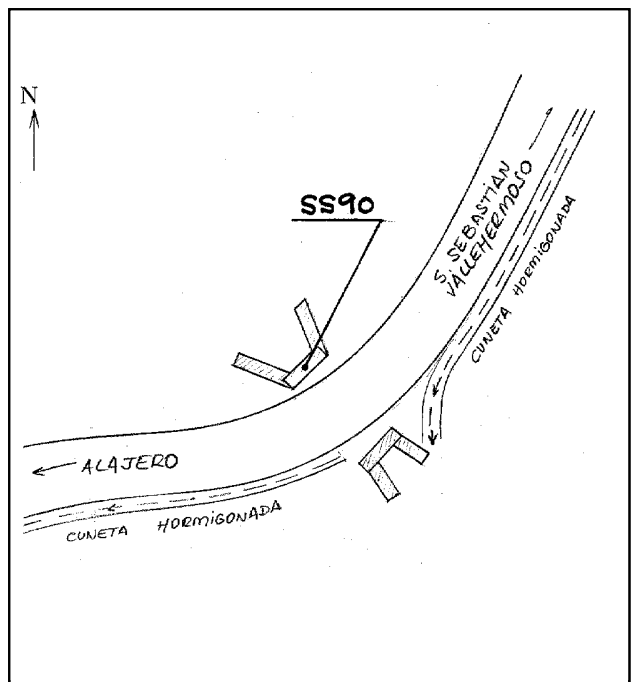 N
SS90
S. SEBASTIAN
VALLEHERMOSO
CUNETA HORMIGONADA
ALAJERO
CUNETA HORMIGONADA